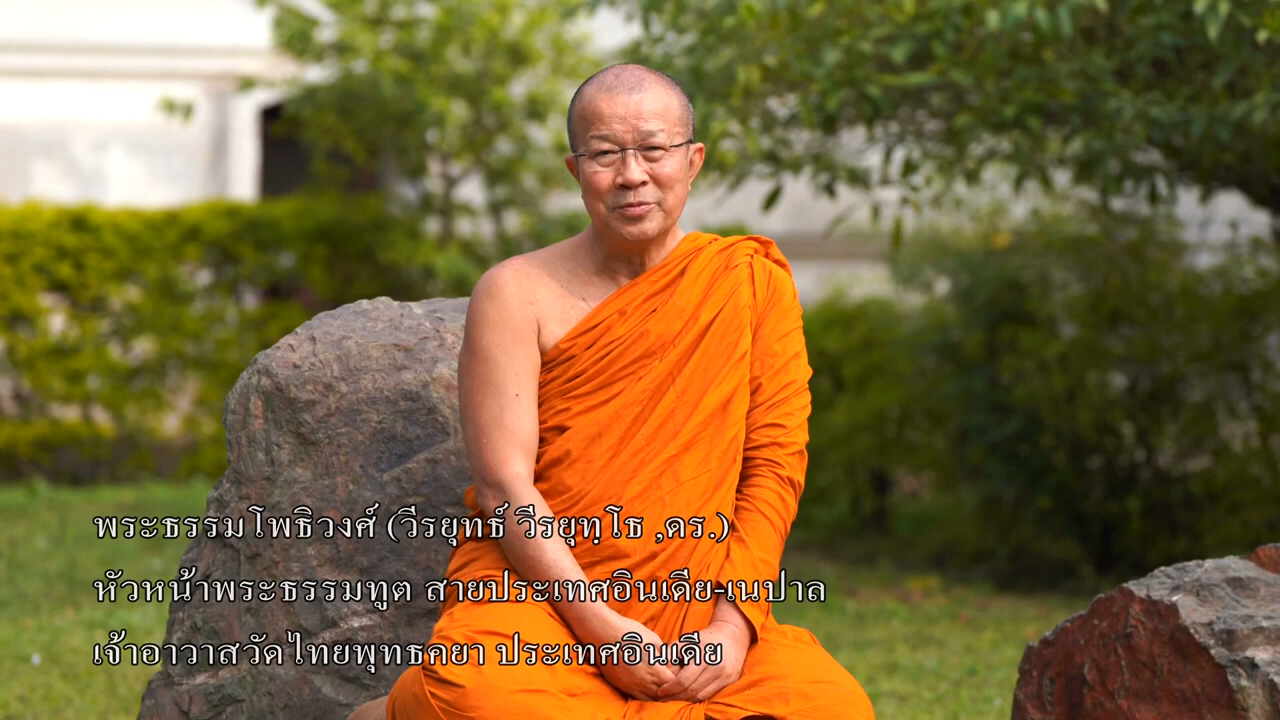 พระธรรมโพธิวงศ์ (วีรยุทธ์ วีรยุทฺโธ ,ดร.)
หัวหน้าพระธรรมทูต สายประเทศอินเดีย-เนปาล
เจ้าอาวาสวัดไทยพุทธคยา ประเทศอินเดีย